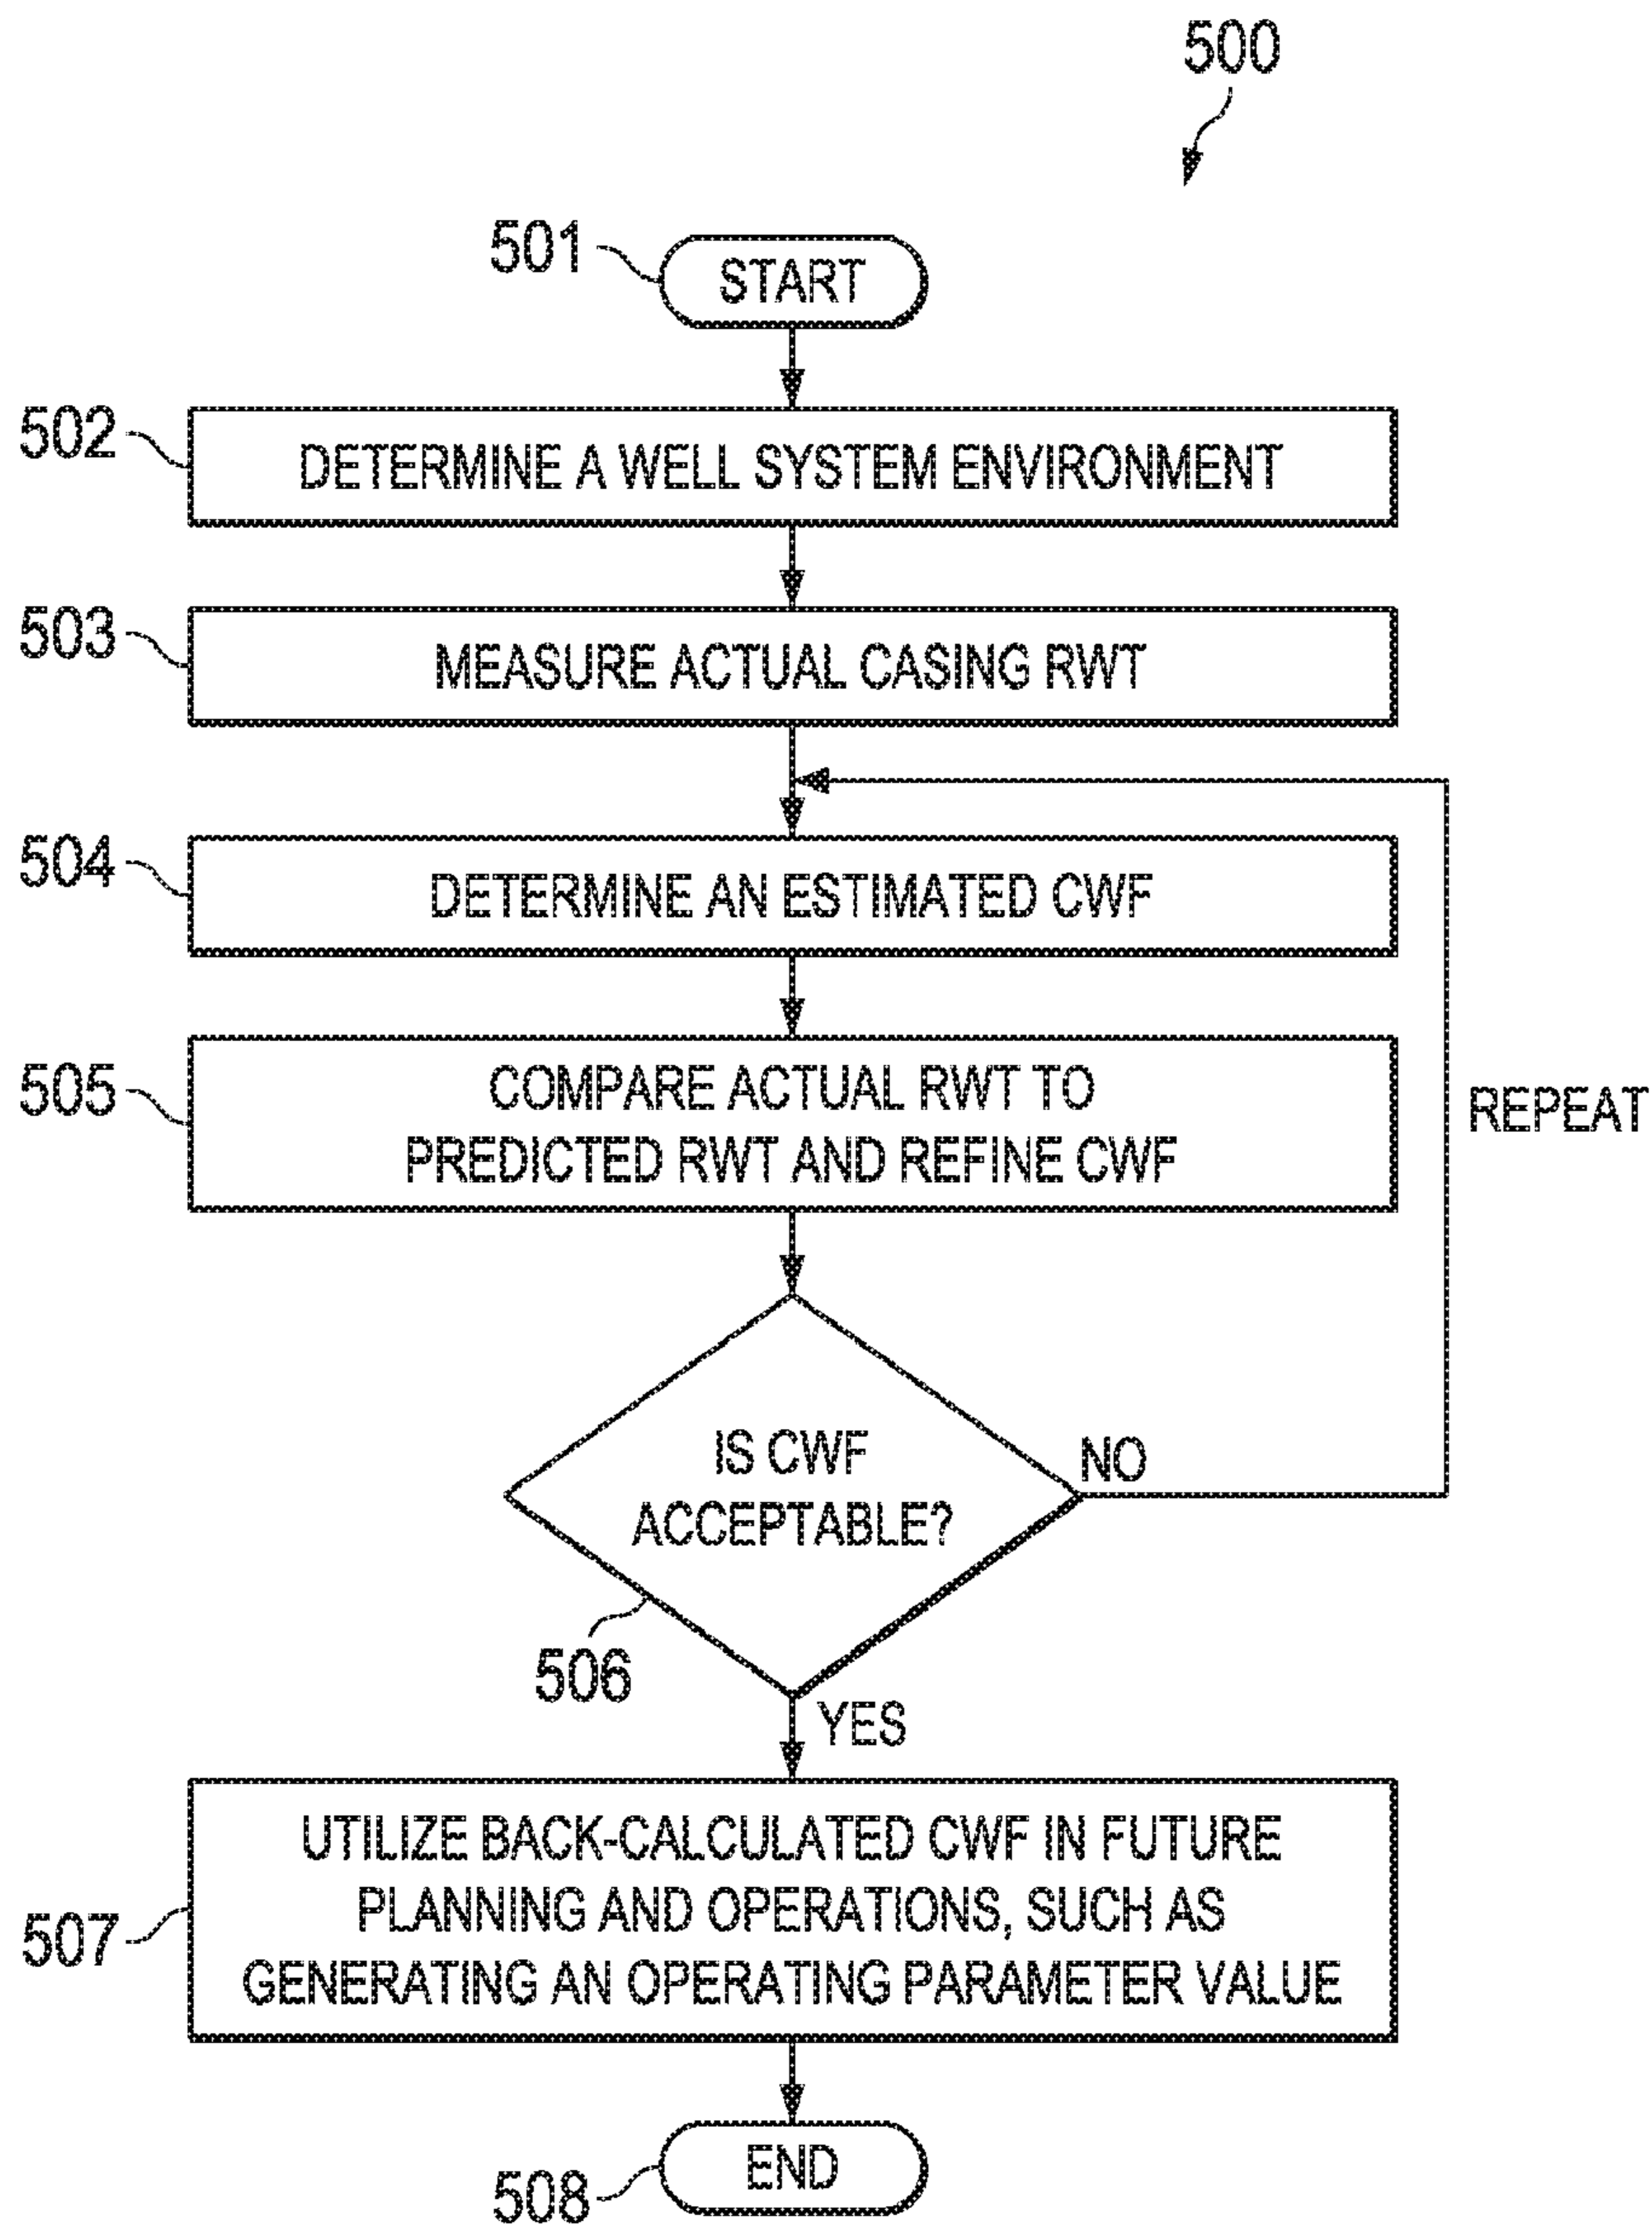 500
501
START
502
DETERMINE A WELL SYSTEM ENVIRONMENT
503
MEASURE ACTUAL CASING RWT
504
DETERMINE AN ESTIMATED CWF
505
COMPARE ACTUAL RWT TO
PREDICTED RWT AND REFINE CWF
REPEAT
IS CWF
ACCEPTABLE?
NO
506
YES
507
UTILIZE BACK-CALCULATED CWF IN FUTURE
PLANNING AND OPERATIONS, SUCH AS
GENERATING AN OPERATING PARAMETER VALUE
508
END